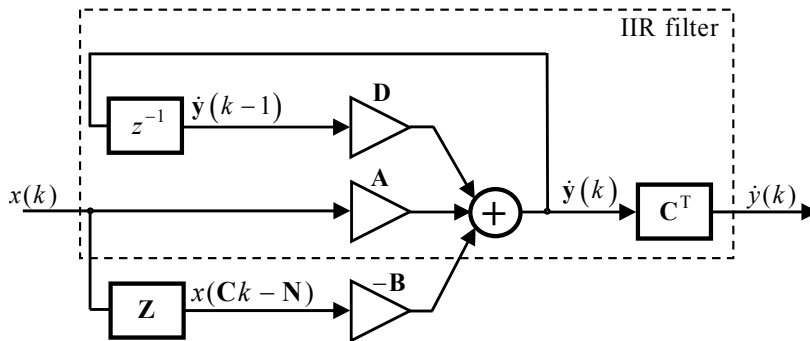 IIR filter
D
z⁻¹
ẏ(k−1)
A
x(k)
+
ẏ(k)
Cᵀ
ẏ(k)
−B
Z
x(Ck−N)